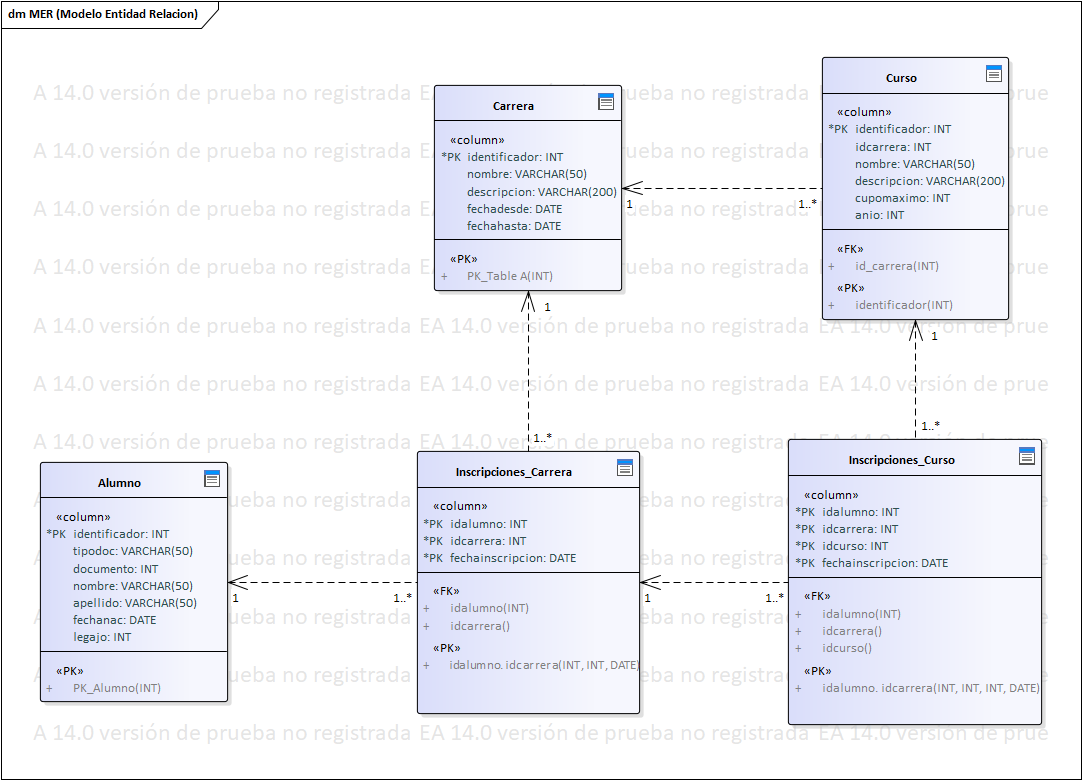 dm MER (Modelo Entidad Relacion)
A 14.0 versión de prueba no registrada EA 14.0 versión de prueba no registrada EA 14.0 versión de prue
Carrera
«column»
*PK identificador: INT
nombre: VARCHAR(50)
descripcion: VARCHAR(200)
fechadesde: DATE
fechahasta: DATE
«PK»
+ PK_Table A(INT)
Curso
«column»
*PK identificador: INT
idcarrera: INT
nombre: VARCHAR(50)
descripcion: VARCHAR(200)
cupomaximo: INT
anio: INT
«FK»
+ id_carrera(INT)
«PK»
+ identificador(INT)
1
1..*
1
1..*
1
1..*
Alumno
«column»
*PK identificador: INT
tipodoc: VARCHAR(50)
documento: INT
nombre: VARCHAR(50)
apellido: VARCHAR(50)
fechanac: DATE
legajo: INT
«PK»
+ PK_Alumno(INT)
1
1..*
Inscripciones_Carrera
«column»
*PK idalumno: INT
*PK idcarrera: INT
*PK fechainscripcion: DATE
«FK»
+ idalumno(INT)
+ idcarrera()
«PK»
+ idalumno. idcarrera(INT, INT, DATE)
1
1..*
Inscripciones_Curso
«column»
*PK idalumno: INT
*PK idcarrera: INT
*PK idcurso: INT
*PK fechainscripcion: DATE
«FK»
+ idalumno(INT)
+ idcarrera()
+ idcurso()
«PK»
+ idalumno. idcarrera(INT, INT, INT, DATE)